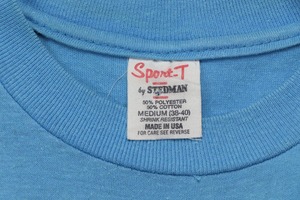 Sport-T
by STEDMAN
50% POLYESTER
50% COTTON
MEDIUM (38-40)
SHRINK RESISTANT
MADE IN USA
FOR CARE SEE REVERSE